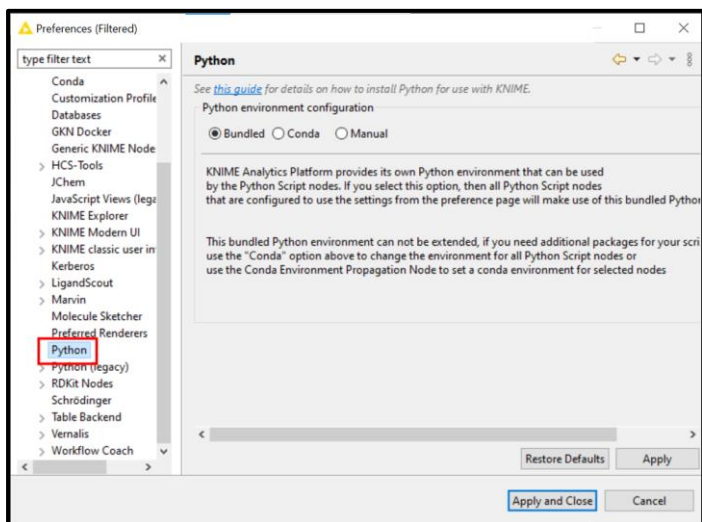 Preferences (Filtered)
type filter text
Conda
Customization Profile
Databases
GKN Docker
Generic KNIME Node
HCS-Tools
JChem
JavaScript Views (lega
KNIME Explorer
KNIME Modern UI
KNIME classic user in
Kerberos
LigandScout
Marvin
Molecule Sketcher
Preferred Renderers
Python
Python (legacy)
RDKit Nodes
Schrödinger
Table Backend
Vernalis
Workflow Coach
Python
See this guide for details on how to install Python for use with KNIME.
Python environment configuration
Bundled Conda Manual
KNIME Analytics Platform provides its own Python environment that can be used
by the Python Script nodes. If you select this option, then all Python Script nodes
that are configured to use the settings from the preference page will make use of this bundled Python
This bundled Python environment can not be extended, if you need additional packages for your scri
use the "Conda" option above to change the environment for all Python Script nodes or
use the Conda Environment Propagation Node to set a conda environment for selected nodes
Restore Defaults Apply
Apply and Close Cancel